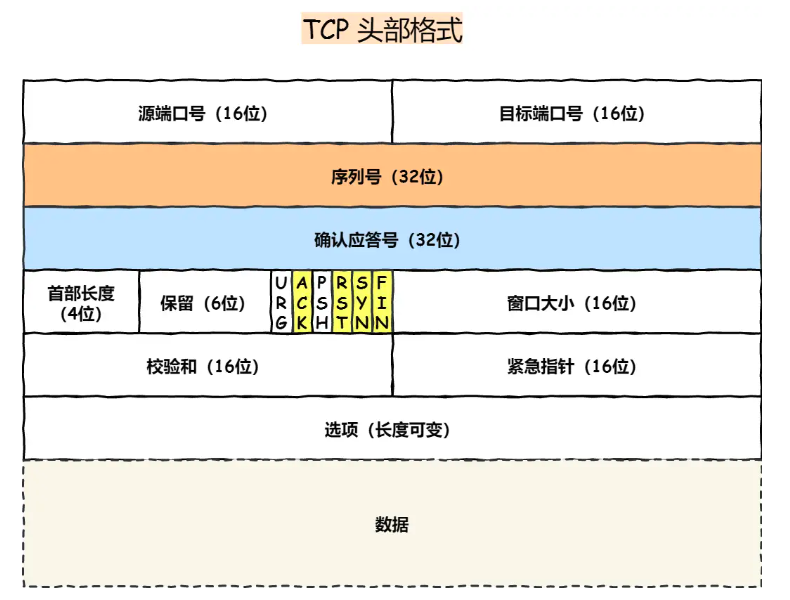 TCP 头部格式
源端口号（16位）
目标端口号（16位）
序列号（32位）
确认应答号（32位）
首部长度
（4位）
保留（6位）
URG
ACK
PSH
RST
SYN
FIN
窗口大小（16位）
校验和（16位）
紧急指针（16位）
选项（长度可变）
数据